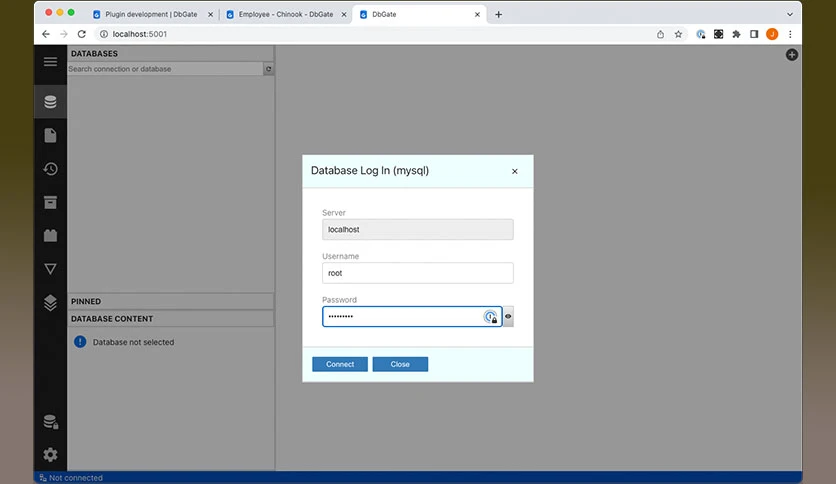 Plugin development | DbGate
Employee - Chinook - DbGate
DbGate
localhost:5001
J
DATABASES
Search connection or database
Database Log In (mysql)
Server
localhost
Username
root
Password
•••••••••
Connect
Close
PINNED
DATABASE CONTENT
Database not selected
Not connected